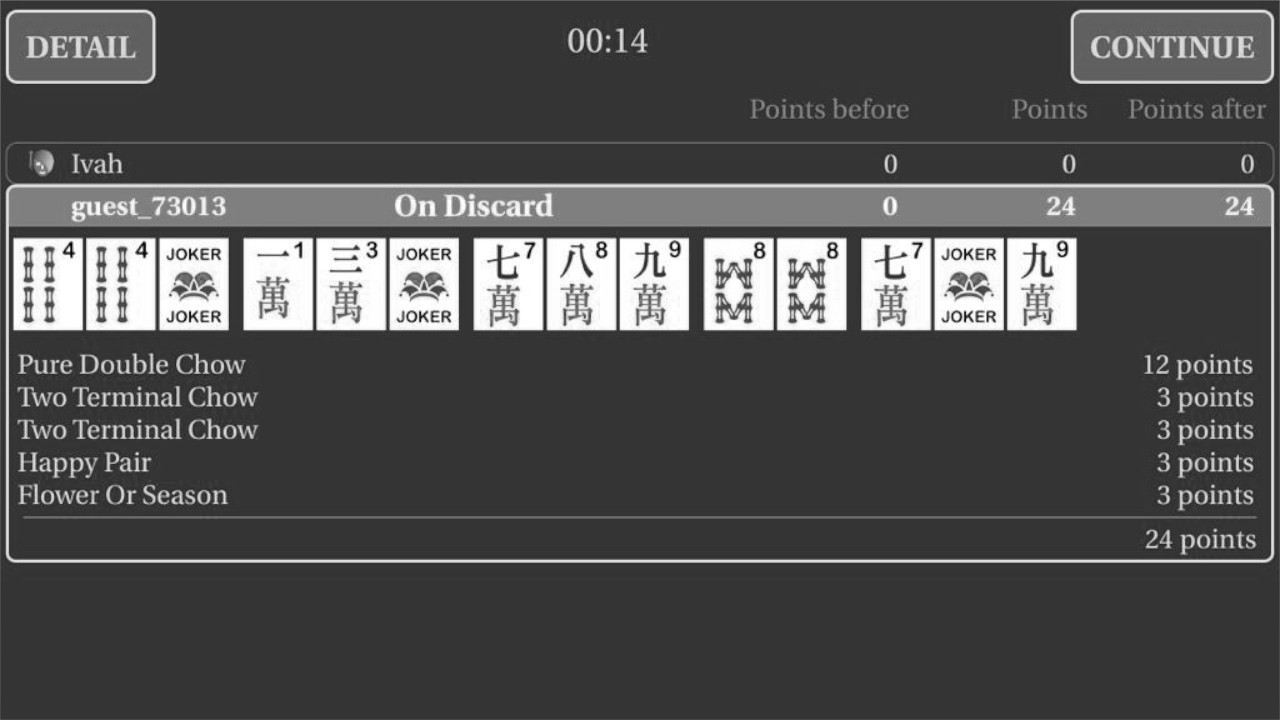 DETAIL 00:14 CONTINUE
Points before Points Points after
Ivah 0 0 0
guest_73013 On Discard 0 24 24
4 4 JOKER 一1 三3 JOKER 七7 八8 九9 8 8 七7 JOKER 九9
JOKER 萬 萬 JOKER 萬 萬 萬 萬 JOKER 萬
Pure Double Chow 12 points
Two Terminal Chow 3 points
Two Terminal Chow 3 points
Happy Pair 3 points
Flower Or Season 3 points
24 points